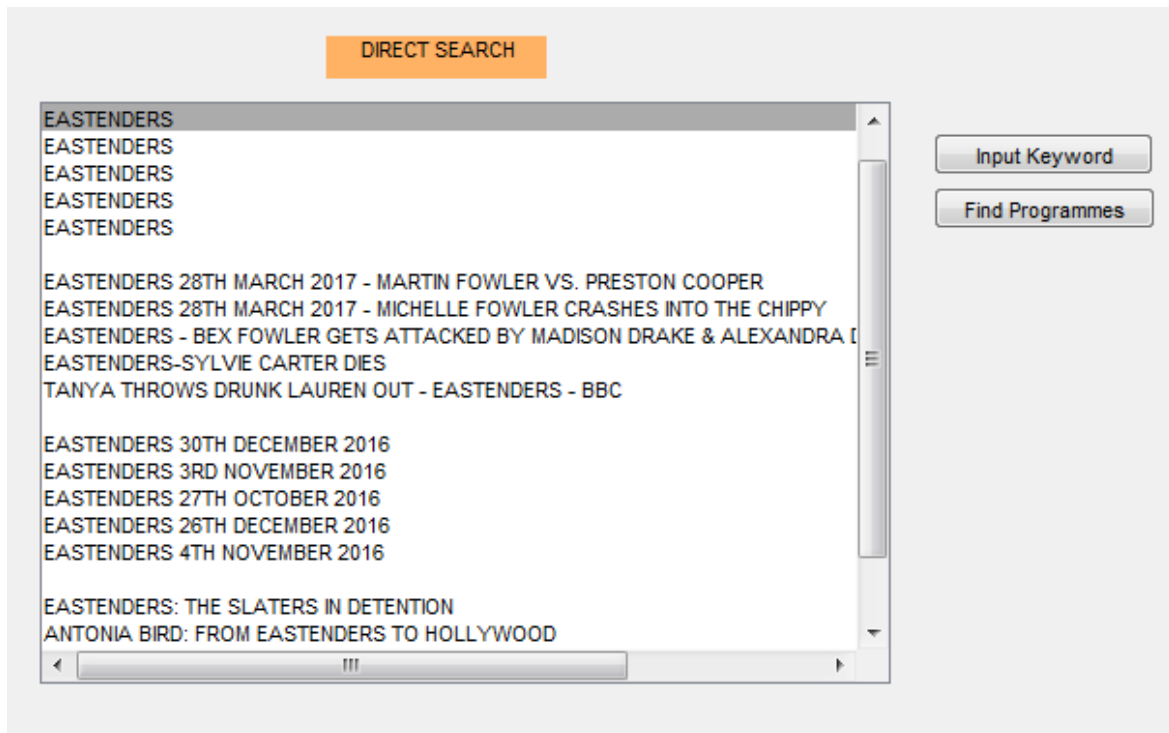 DIRECT SEARCH
EASTENDERS
EASTENDERS
EASTENDERS
EASTENDERS
EASTENDERS
EASTENDERS 28TH MARCH 2017 - MARTIN FOWLER VS. PRESTON COOPER
EASTENDERS 28TH MARCH 2017 - MICHELLE FOWLER CRASHES INTO THE CHIPPY
EASTENDERS - BEX FOWLER GETS ATTACKED BY MADISON DRAKE & ALEXANDRA
EASTENDERS-SYLVIE CARTER DIES
TANYA THROWS DRUNK LAUREN OUT - EASTENDERS - BBC
EASTENDERS 30TH DECEMBER 2016
EASTENDERS 3RD NOVEMBER 2016
EASTENDERS 27TH OCTOBER 2016
EASTENDERS 26TH DECEMBER 2016
EASTENDERS 4TH NOVEMBER 2016
EASTENDERS: THE SLATERS IN DETENTION
ANTONIA BIRD: FROM EASTENDERS TO HOLLYWOOD
Input Keyword
Find Programmes